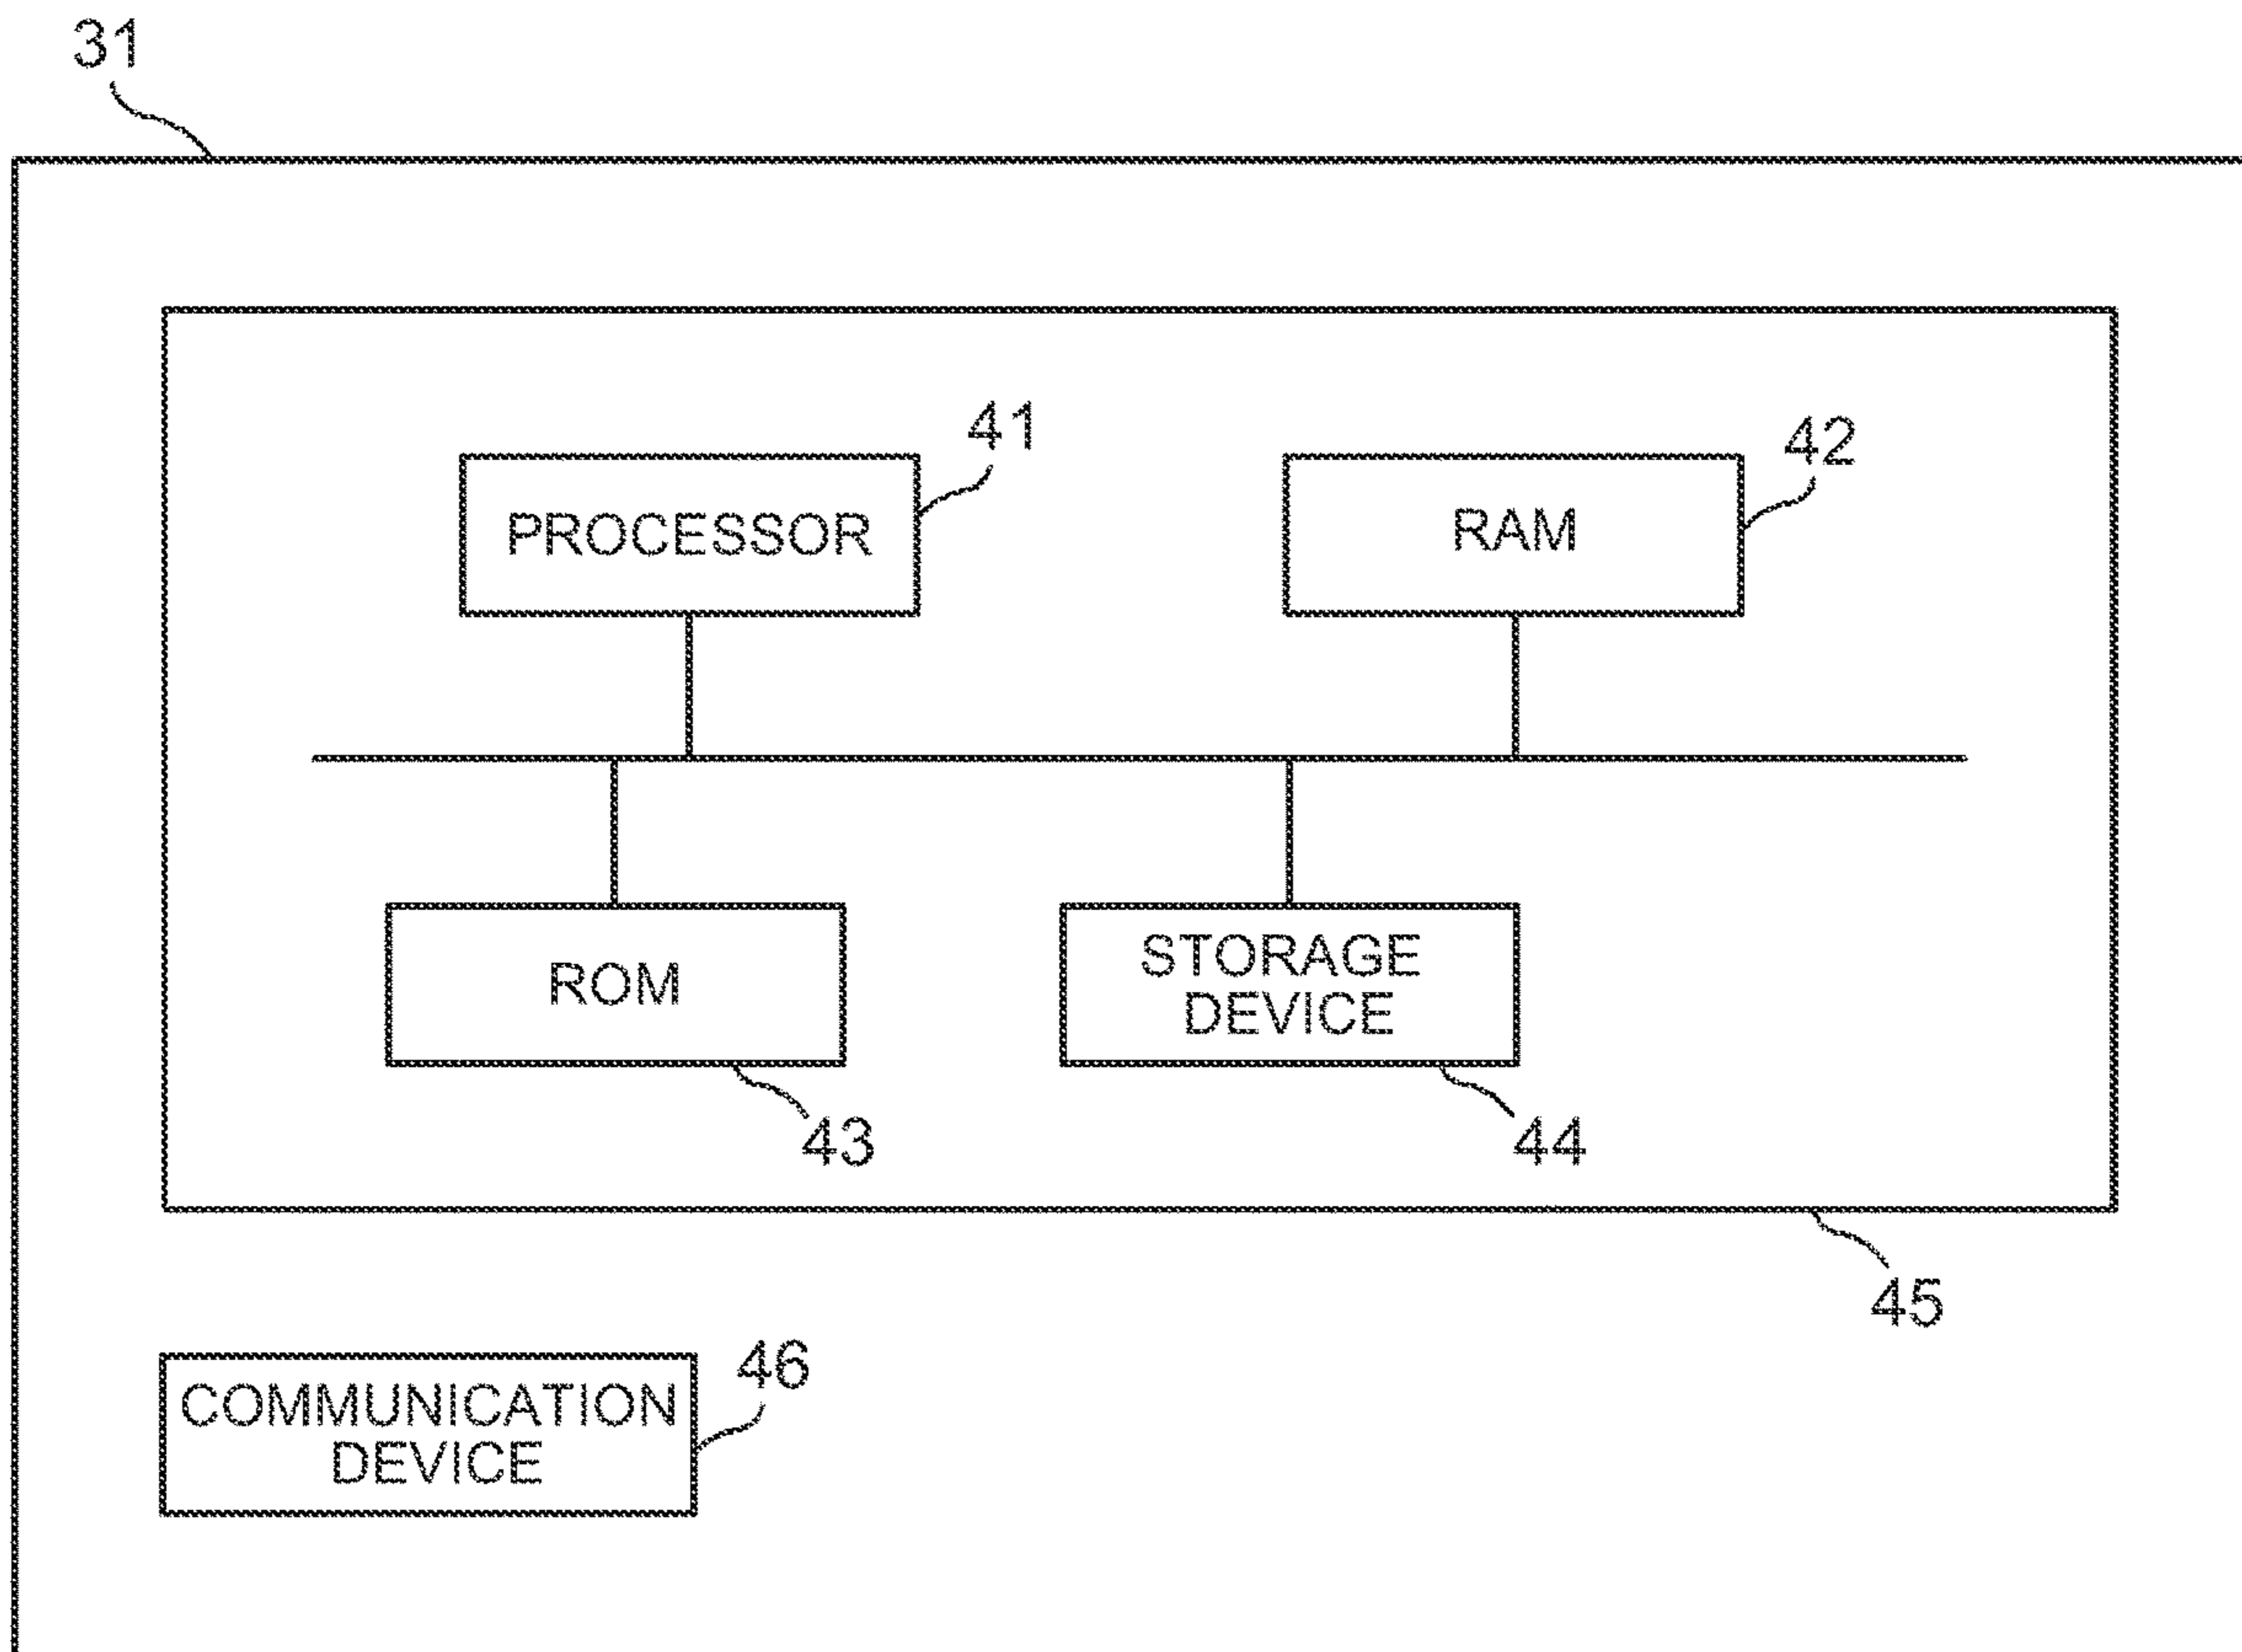 31
41
42
PROCESSOR
RAM
ROM
STORAGE
DEVICE
43
44
45
46
COMMUNICATION
DEVICE